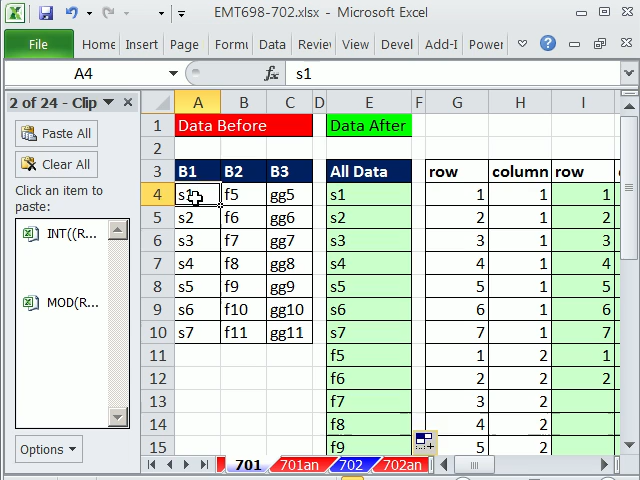 EMT698-702.xlsx - Microsoft Excel
File Home Insert Page Formu Data Revie View Devel Add-I Power
A4 fx s1
2 of 24 - Clip
Paste All
Clear All
Click an item to
paste:
INT((R...
MOD(R...
Options
A B C D E F G H I
1 Data Before Data After
2
3 B1 B2 B3 All Data row column row
4 s1 f5 gg5 s1 1 1 1
5 s2 f6 gg6 s2 2 1 2
6 s3 f7 gg7 s3 3 1 3
7 s4 f8 gg8 s4 4 1 4
8 s5 f9 gg9 s5 5 1 5
9 s6 f10 gg10 s6 6 1 6
10 s7 f11 gg11 s7 7 1 7
11 f5 1 2 1
12 f6 2 2 2
13 f7 3 2
14 f8 4 2
15 f9 5 2
701 701an 702 702an